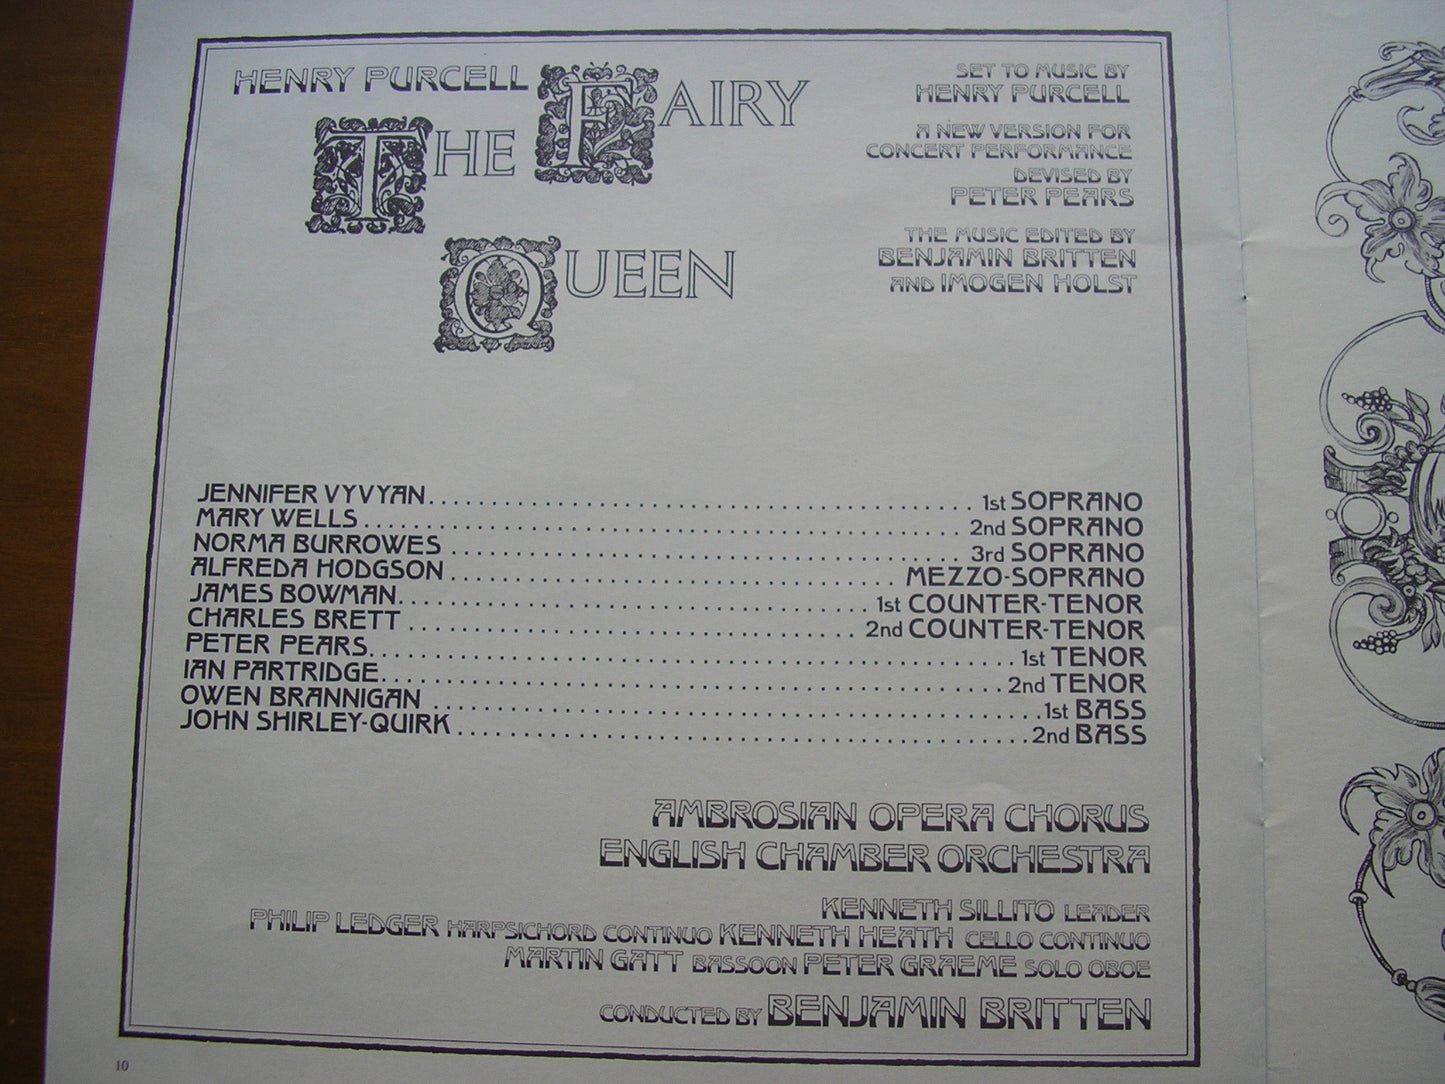 HENRY PURCELL
THE FAIRY
QUEEN
SET TO MUSIC BY
HENRY PURCELL
A NEW VERSION FOR
CONCERT PERFORMANCE
DEVISED BY
PETER PEARS
THE MUSIC EDITED BY
BENJAMIN BRITTEN
AND IMOGEN HOLST
JENNIFER VYVYAN 1st SOPRANO
MARY WELLS 2nd SOPRANO
NORMA BURROWES 3rd SOPRANO
ALFREDA HODGSON MEZZO-SOPRANO
JAMES BOWMAN 1st COUNTER-TENOR
CHARLES BRETT 2nd COUNTER-TENOR
PETER PEARS 1st TENOR
IAN PARTRIDGE 2nd TENOR
OWEN BRANNIGAN 1st BASS
JOHN SHIRLEY-QUIRK 2nd BASS
AMBROSIAN OPERA CHORUS
ENGLISH CHAMBER ORCHESTRA
KENNETH SILLITO LEADER
PHILIP LEDGER HARPSICHORD CONTINUO KENNETH HEATH CELLO CONTINUO
MARTIN GATT BASSOON PETER GRAEME SOLO OBOE
CONDUCTED BY BENJAMIN BRITTEN
10